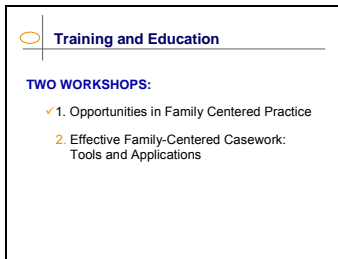 Training and Education
TWO WORKSHOPS:
✓1. Opportunities in Family Centered Practice
2. Effective Family-Centered Casework:
Tools and Applications